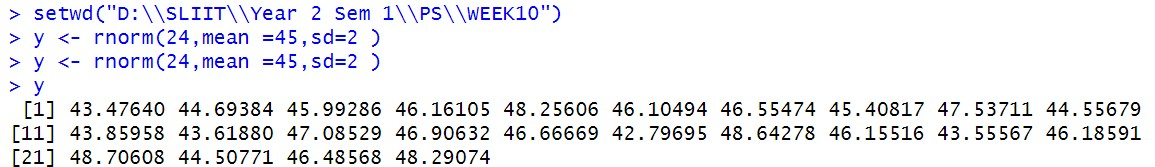 > setwd("D:\\SLIIT\\Year 2 Sem 1\\PS\\WEEK10")
> y <- rnorm(24,mean =45,sd=2 )
> y <- rnorm(24,mean =45,sd=2 )
> y
[1] 43.47640 44.69384 45.99286 46.16105 48.25606 46.10494 46.55474 45.40817 47.53711 44.55679
[11] 43.85958 43.61880 47.08529 46.90632 46.66669 42.79695 48.64278 46.15516 43.55567 46.18591
[21] 48.70608 44.50771 46.48568 48.29074